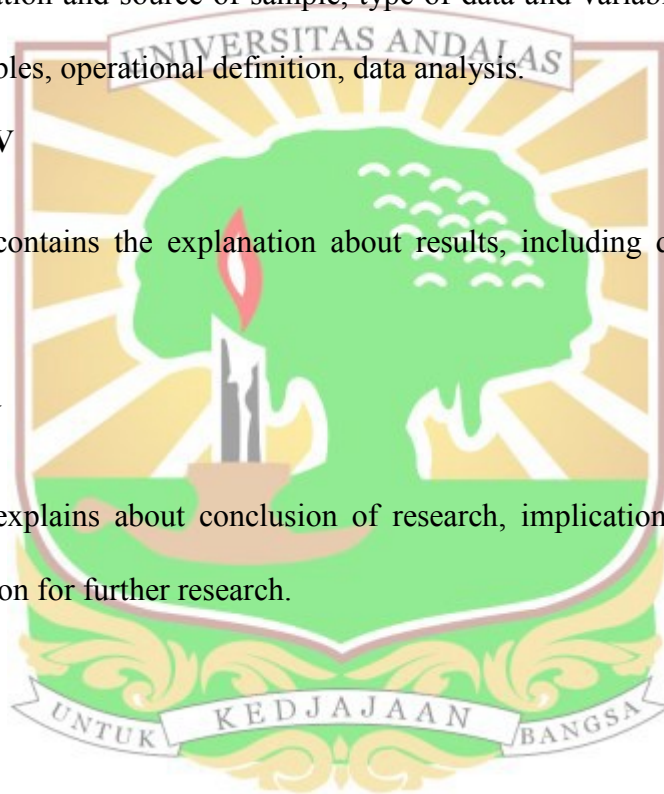 ation and source of sample, type of data and variab
UNIVERSITAS ANDALAS
bles, operational definition, data analysis.
V
contains the explanation about results, including
explains about conclusion of research, implication
on for further research.
UNTUK KEDJAJAAN BANGSA